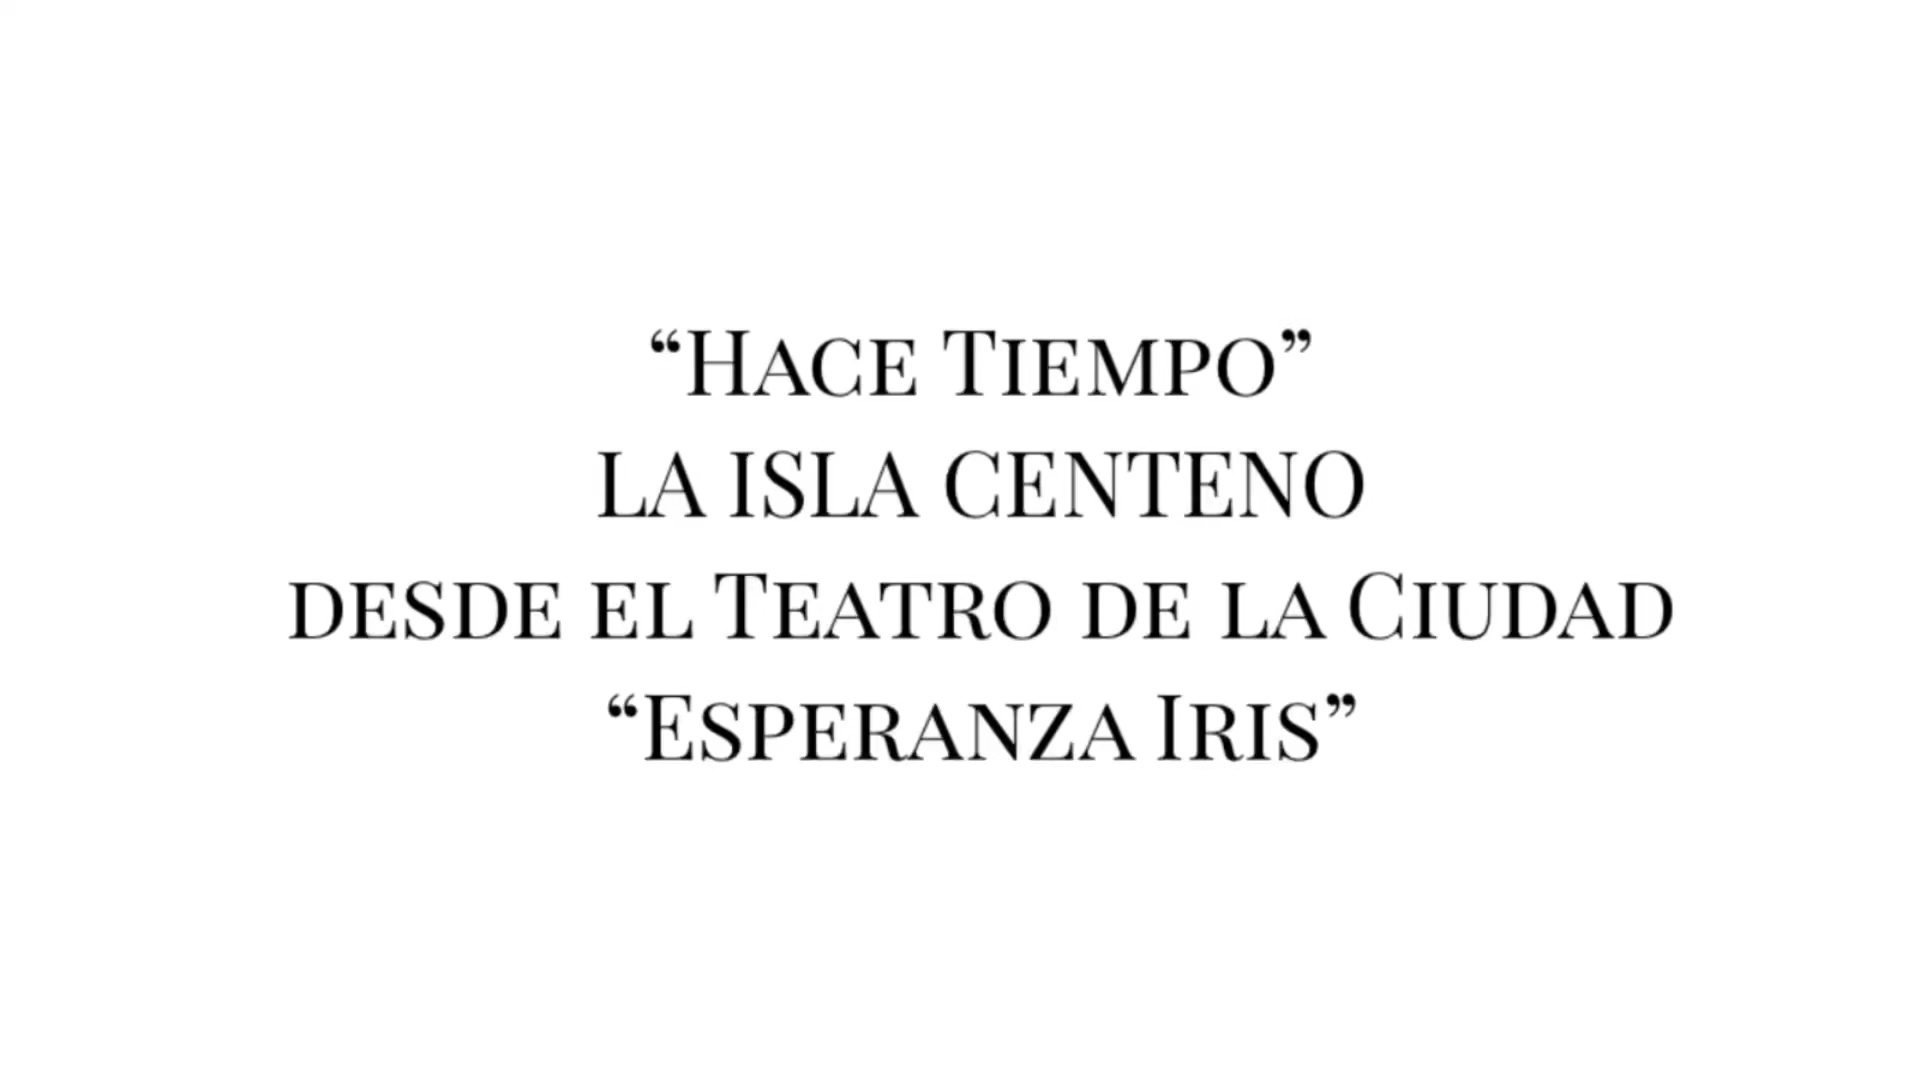 “Hace Tiempo”
LA ISLA CENTENO
desde el Teatro de la Ciudad
“Esperanza Iris”